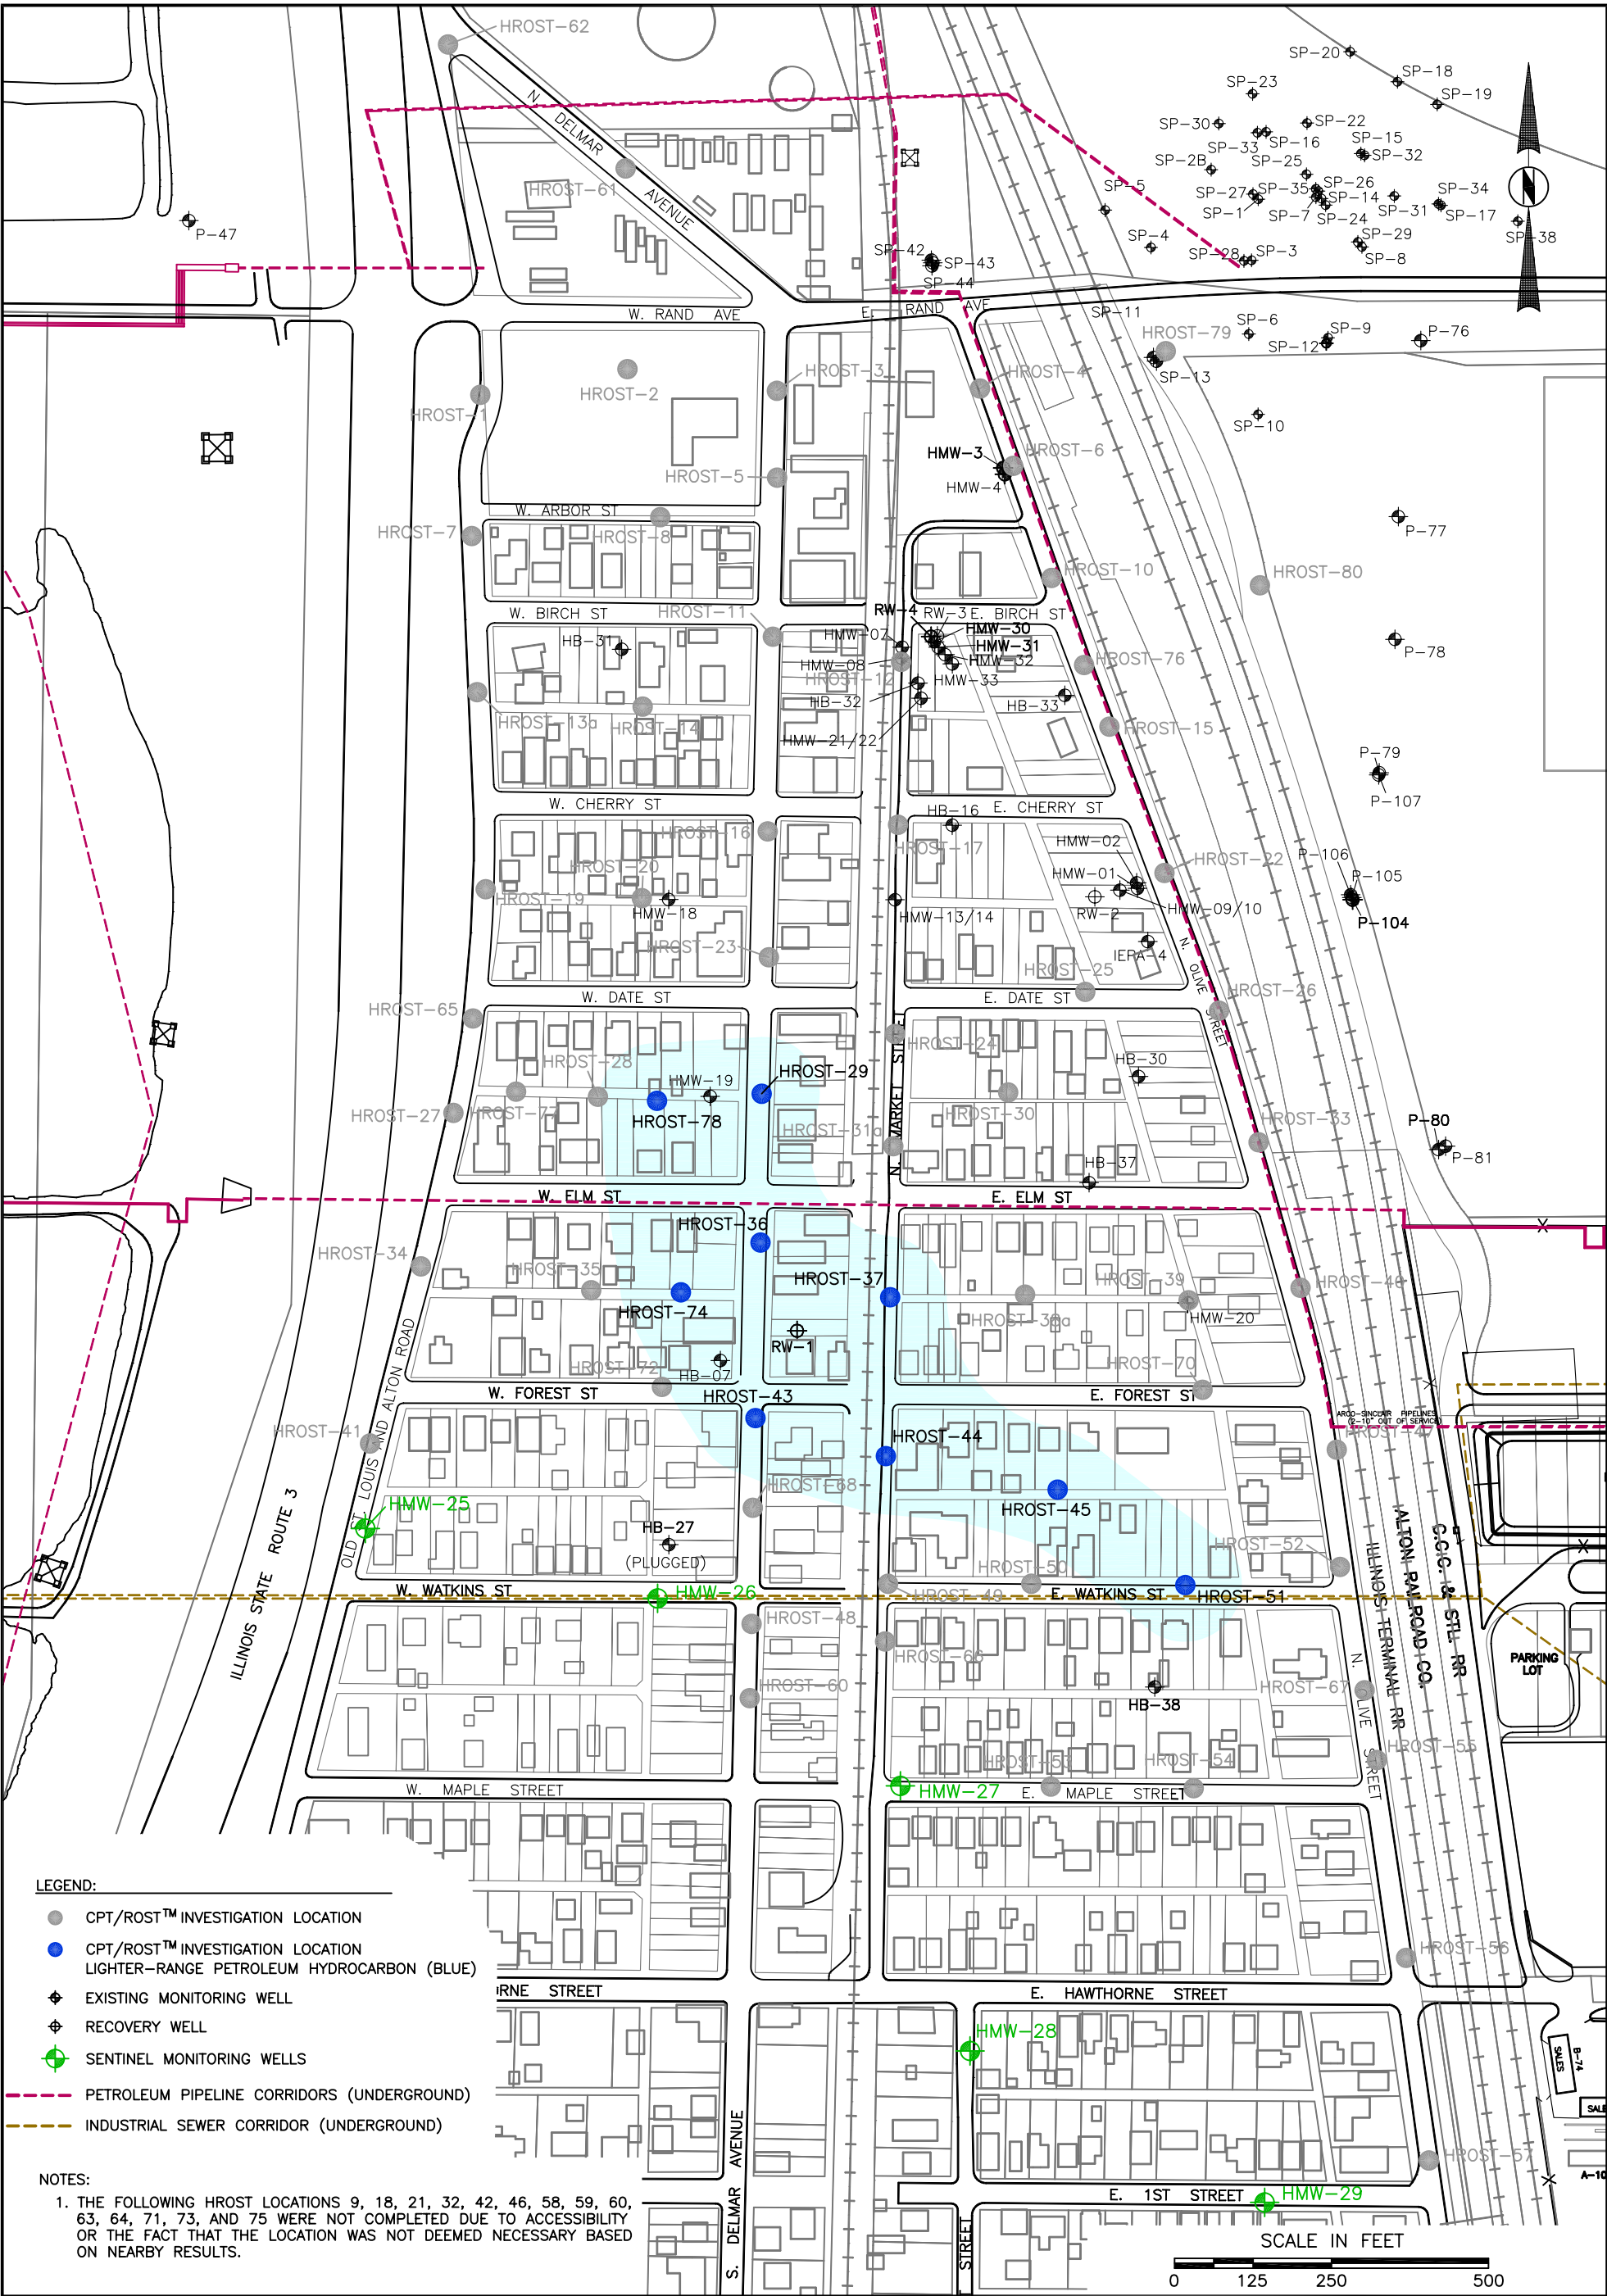 HROST-62
SP-20
SP-18
SP-23
SP-19
N. DELMAR AVENUE
SP-30
SP-22
SP-33
SP-16
SP-15
SP-32
SP-2B
SP-25
HROST-61
SP-5
SP-27
SP-35
SP-26
SP-14
SP-34
SP-1
SP-7
SP-24
SP-31
SP-17
P-47
SP-4
SP-29
SP-38
SP-42
SP-43
SP-28
SP-3
SP-8
SP-44
W. RAND AVE
E. RAND AVE
SP-11
HROST-79
SP-6
SP-9
P-76
SP-12
SP-13
HROST-1
HROST-2
HROST-3
HROST-4
SP-10
HMW-3
HROST-6
HROST-5
HMW-4
W. ARBOR ST
HROST-7
HROST-8
P-77
HROST-10
HROST-80
W. BIRCH ST
HROST-11
RW-4
RW-3
E. BIRCH ST
HB-31
HMW-07
HMW-30
HMW-31
P-78
HMW-08
HMW-32
HROST-76
HROST-12
HMW-33
HROST-13a
HROST-14
HB-32
HB-33
HROST-15
HMW-21/22
P-79
P-107
W. CHERRY ST
E. CHERRY ST
HROST-16
HB-16
HROST-17
HMW-02
HROST-20
HROST-22
P-106
HMW-01
P-105
HROST-19
HMW-18
HMW-13/14
RW-2
HMW-09/10
P-104
HROST-23
IEPA-4
HROST-25
N. OLIVE STREET
W. DATE ST
E. DATE ST
HROST-26
HROST-65
HROST-24
HROST-28
HMW-19
HROST-29
HB-30
HROST-27
HROST-77
HROST-78
HROST-30
HROST-31a
N. MARKET STREET
HROST-33
P-80
P-81
HB-37
W. ELM ST
E. ELM ST
HROST-36
HROST-34
HROST-35
HROST-37
HROST-39
HROST-40
HROST-74
HROST-38a
HMW-20
RW-1
HROST-72
HB-07
HROST-70
W. FOREST ST
E. FOREST ST
HROST-43
ARCO-SINCLAIR PIPELINES
(2-10" OUT OF SERVICE)
HROST-41
HROST-44
HROST-47
OLD ST. LOUIS AND ALTON ROAD
HROST-68
HMW-25
HROST-45
HB-27
(PLUGGED)
HROST-52
HROST-50
W. WATKINS ST
HMW-26
HROST-49
E. WATKINS ST
HROST-51
ILLINOIS STATE ROUTE 3
HROST-48
HROST-66
ILLINOIS TERMINAL RR
ALTON RAILROAD CO.
C.C.C. & STL. RR
PARKING
LOT
HROST-60
HB-38
HROST-67
N. OLIVE STREET
HROST-53
HROST-54
HROST-55
W. MAPLE STREET
HMW-27
E. MAPLE STREET
LEGEND:
CPT/ROST™ INVESTIGATION LOCATION
CPT/ROST™ INVESTIGATION LOCATION
LIGHTER-RANGE PETROLEUM HYDROCARBON (BLUE)
EXISTING MONITORING WELL
RECOVERY WELL
SENTINEL MONITORING WELLS
PETROLEUM PIPELINE CORRIDORS (UNDERGROUND)
INDUSTRIAL SEWER CORRIDOR (UNDERGROUND)
HROST-56
RNE STREET
E. HAWTHORNE STREET
HMW-28
SALES
B-74
SALE
A-10
HROST-57
S. DELMAR AVENUE
STREET
E. 1ST STREET
HMW-29
NOTES:
1. THE FOLLOWING HROST LOCATIONS 9, 18, 21, 32, 42, 46, 58, 59, 60,
63, 64, 71, 73, AND 75 WERE NOT COMPLETED DUE TO ACCESSIBILITY
OR THE FACT THAT THE LOCATION WAS NOT DEEMED NECESSARY BASED
ON NEARBY RESULTS.
SCALE IN FEET
0 125 250 500